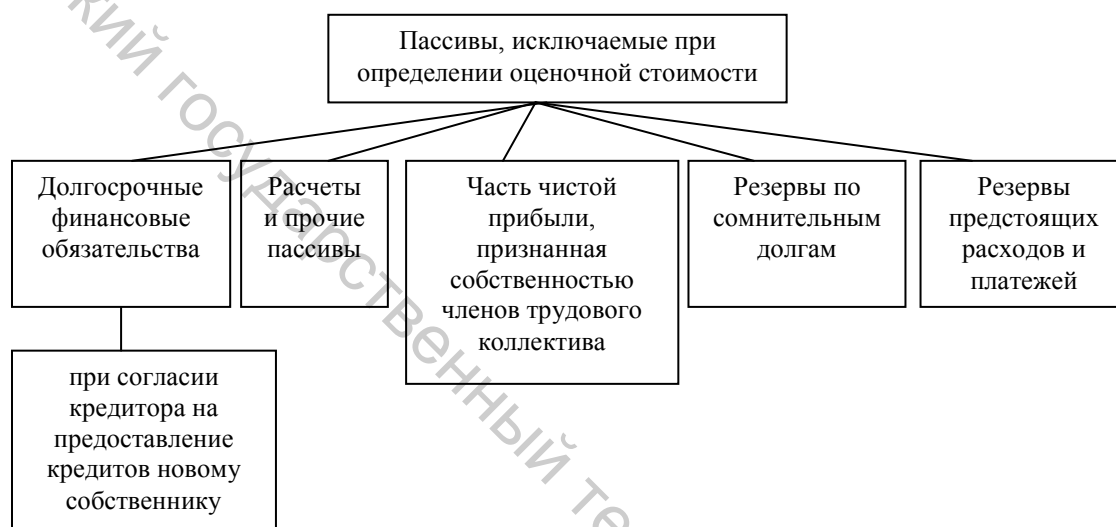 Пассивы, исключаемые при
определении оценочной стоимости
Долгосрочные
финансовые
обязательства
Расчеты
и прочие
пассивы
Часть чистой
прибыли,
признанная
собственностью
членов трудового
коллектива
Резервы по
сомнительным
долгам
Резервы
предстоящих
расходов и
платежей
при согласии
кредитора на
предоставление
кредитов новому
собственнику
государственный